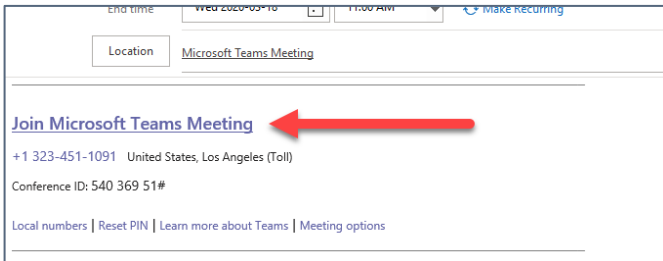 End time Wed 2020-03-18 11:00 AM Make Recurring
Location Microsoft Teams Meeting
Join Microsoft Teams Meeting
+1 323-451-1091 United States, Los Angeles (Toll)
Conference ID: 540 369 51#
Local numbers | Reset PIN | Learn more about Teams | Meeting options